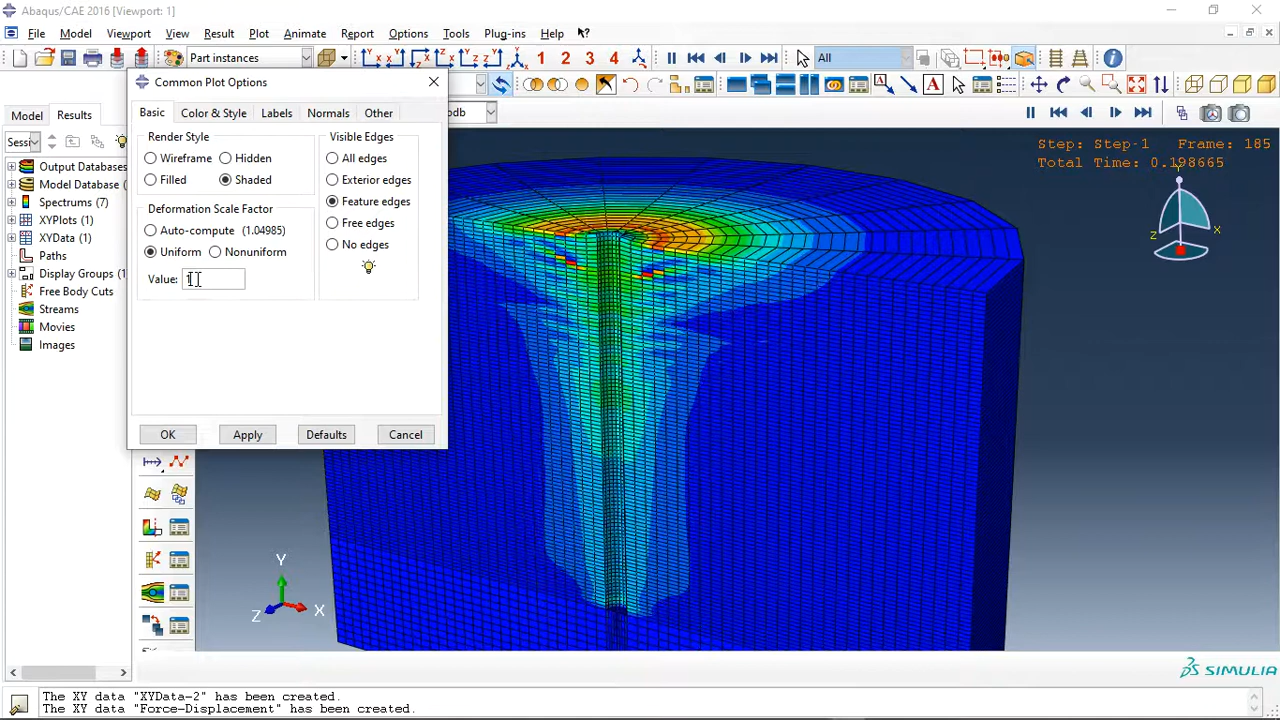 Abaqus/CAE 2016 [Viewport: 1]
File Model Viewport View Result Plot Animate Report Options Tools Plug-ins Help
Part instances
1 2 3 4
All
Common Plot Options
odb
Model Results
Basic Color & Style Labels Normals Other
Sessi
Output Databases
Model Database (
Spectrums (7)
XYPlots (1)
XYData (1)
Paths
Display Groups (1
Free Body Cuts
Streams
Movies
Images
Render Style
Wireframe Hidden
Filled Shaded
Deformation Scale Factor
Auto-compute (1.04985)
Uniform Nonuniform
Value:
Visible Edges
All edges
Exterior edges
Feature edges
Free edges
No edges
OK Apply Defaults Cancel
Step: Step-1 Frame: 185
Total Time: 0.198665
Y
Z X
Y
Z X
SIMULIA
The XY data "XYData-2" has been created.
The XY data "Force-Displacement" has been created.